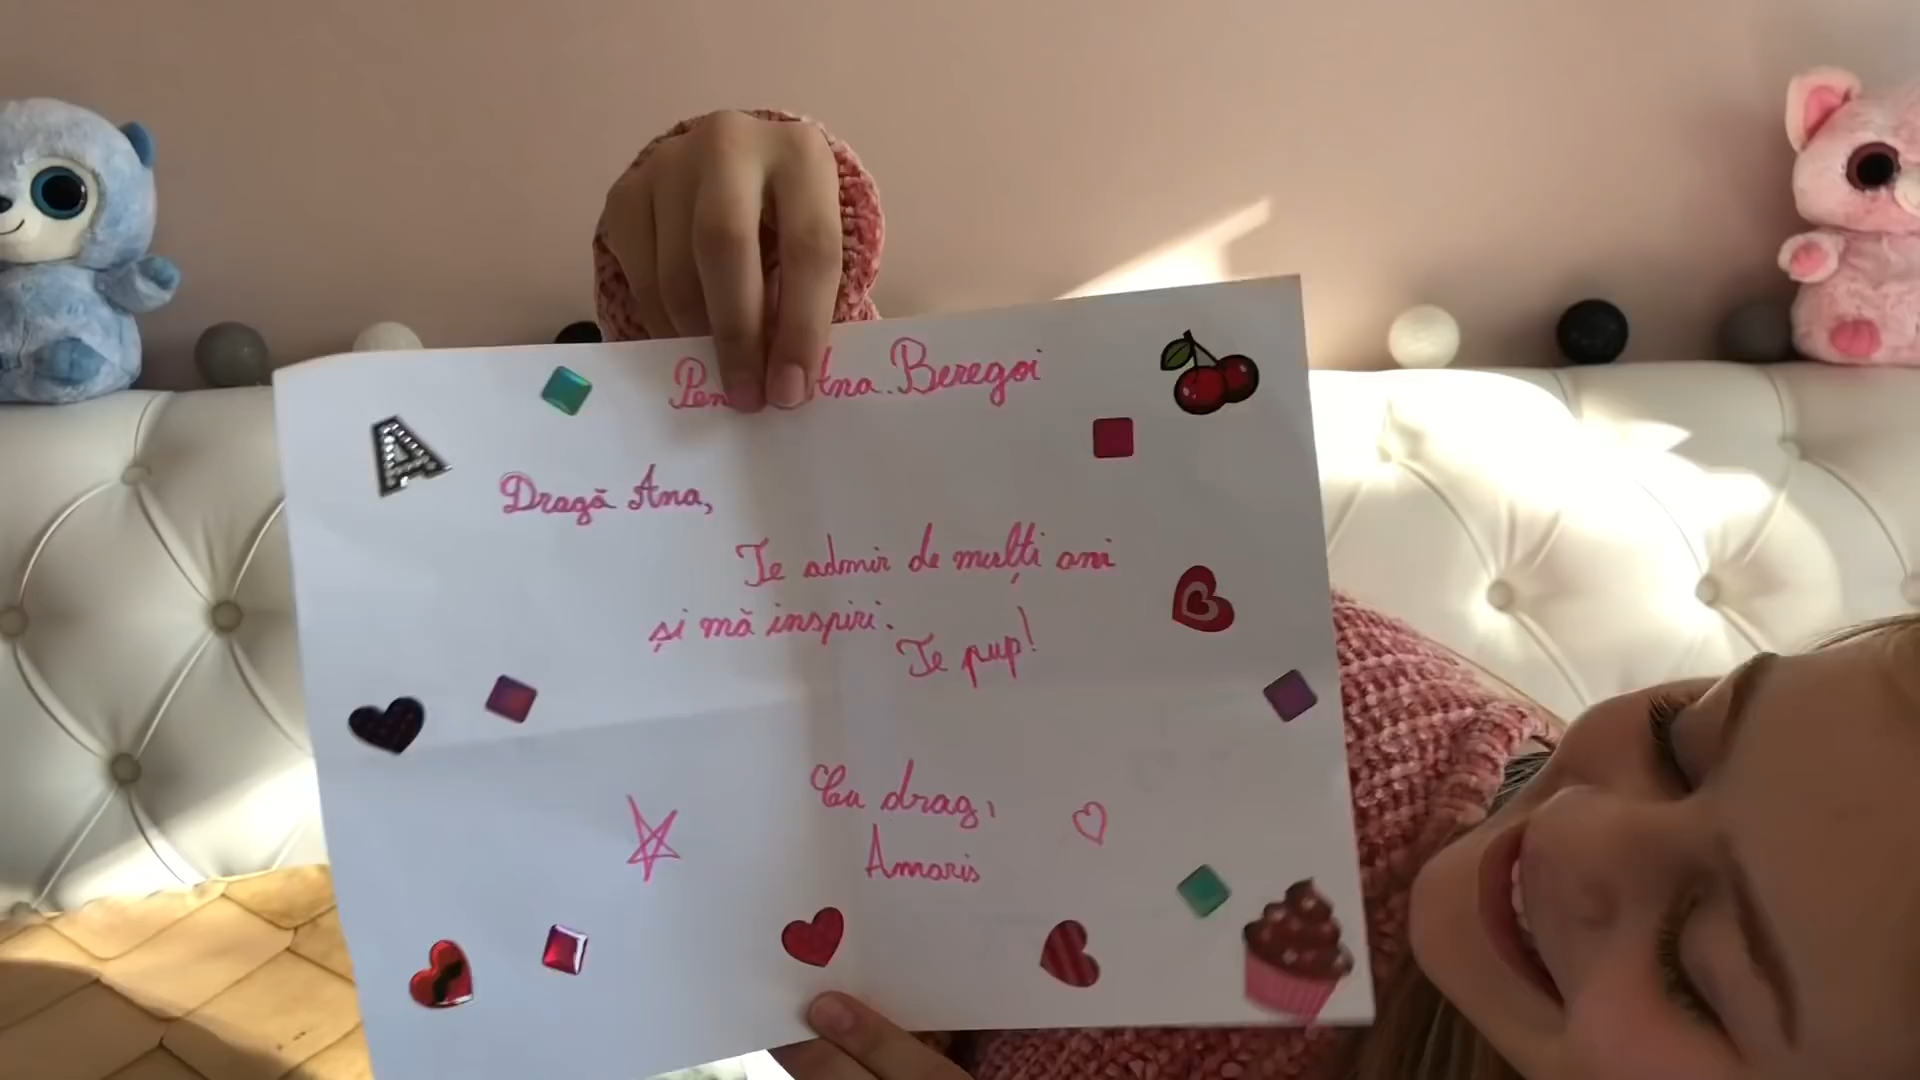 Ana Beregoi
A
Dragă Ana,
Te admir de mulți ani
și mă inspiri.
Te pup!
Cu drag,
Amaris